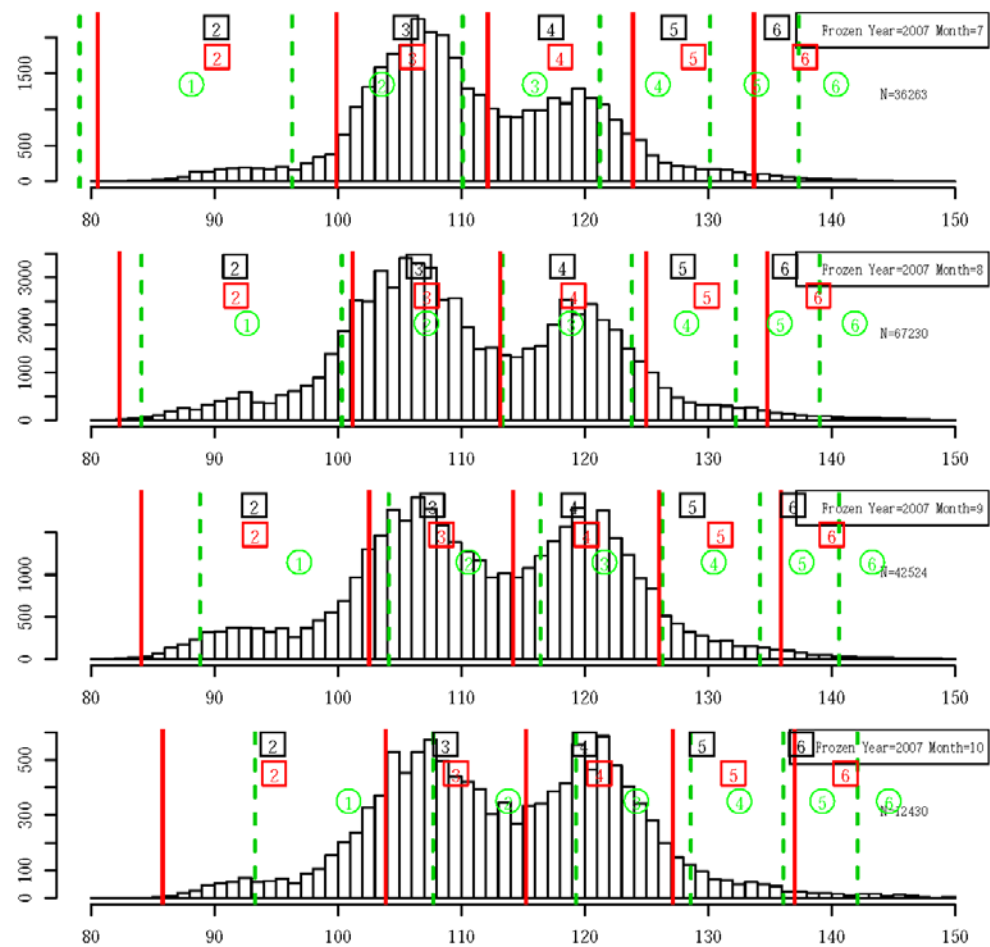 2 3 4 5 6 Frozen Year=2007 Month=7
2 3 4 5 6
1 2 3 4 5 6 N=36263
0 500 1500
80 90 100 110 120 130 140 150
2 3 4 5 6 Frozen Year=2007 Month=8
2 3 4 5 6
1 2 3 4 5 6 N=67230
0 1000 2000 3000
80 90 100 110 120 130 140 150
2 3 4 5 6 Frozen Year=2007 Month=9
2 3 4 5 6
1 2 3 4 5 6 N=42524
0 500 1000
80 90 100 110 120 130 140 150
2 3 4 5 6 Frozen Year=2007 Month=10
2 3 4 5 6
1 2 3 4 5 6 N=12430
0 100 300 500
80 90 100 110 120 130 140 150